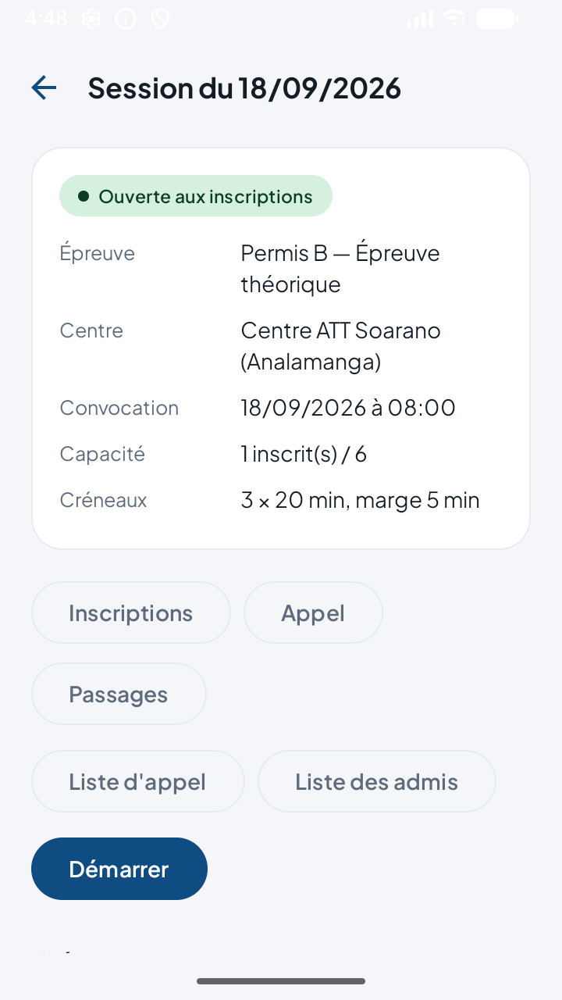 4:48
Session du 18/09/2026
Ouverte aux inscriptions
Épreuve
Permis B — Épreuve
théorique
Centre
Centre ATT Soarano
(Analamanga)
Convocation
18/09/2026 à 08:00
Capacité
1 inscrit(s) / 6
Créneaux
3 × 20 min, marge 5 min
Inscriptions
Appel
Passages
Liste d'appel
Liste des admis
Démarrer